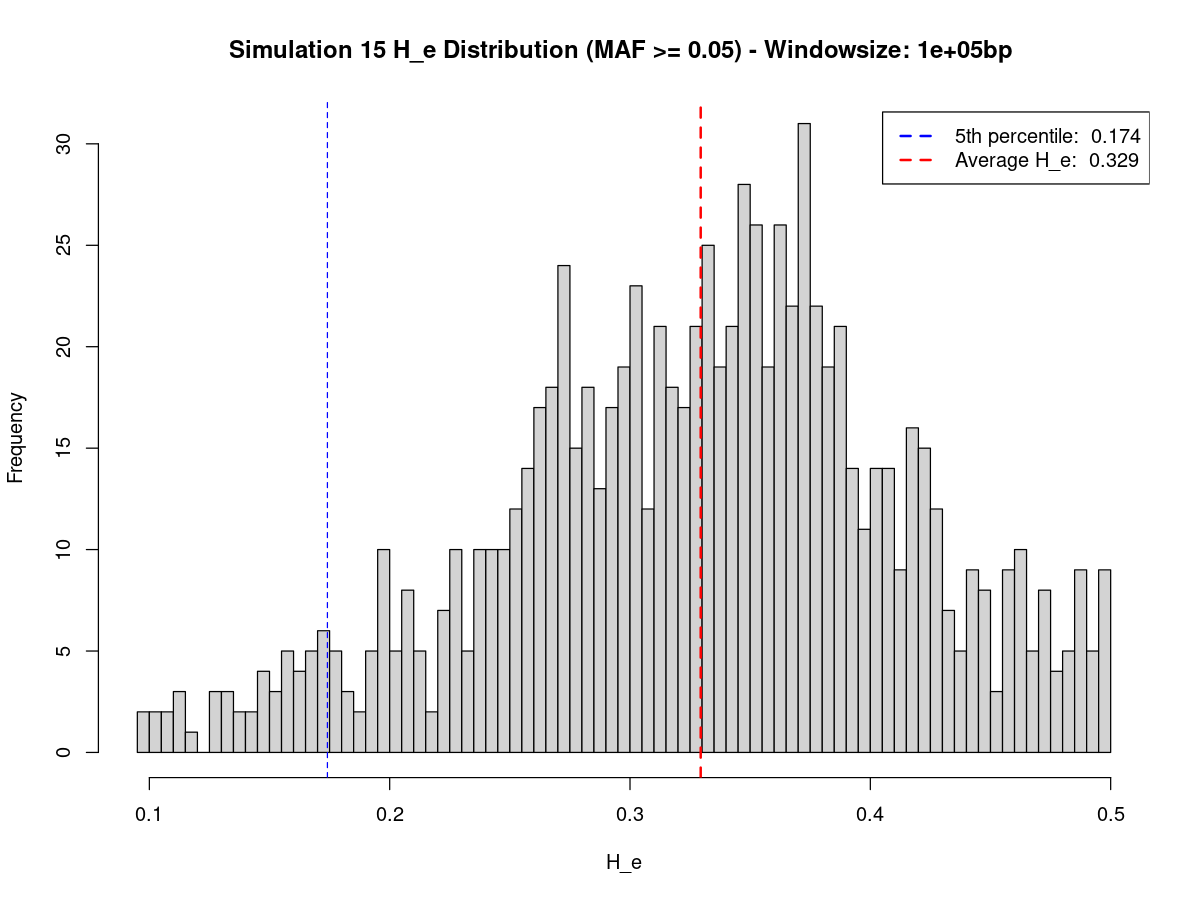 Simulation 15 H_e Distribution (MAF >= 0.05) - Windowsize: 1e+05bp
5th percentile:  0.174
Average H_e:  0.329
Frequency
30
25
20
15
10
5
0
0.1
0.2
0.3
0.4
0.5
H_e